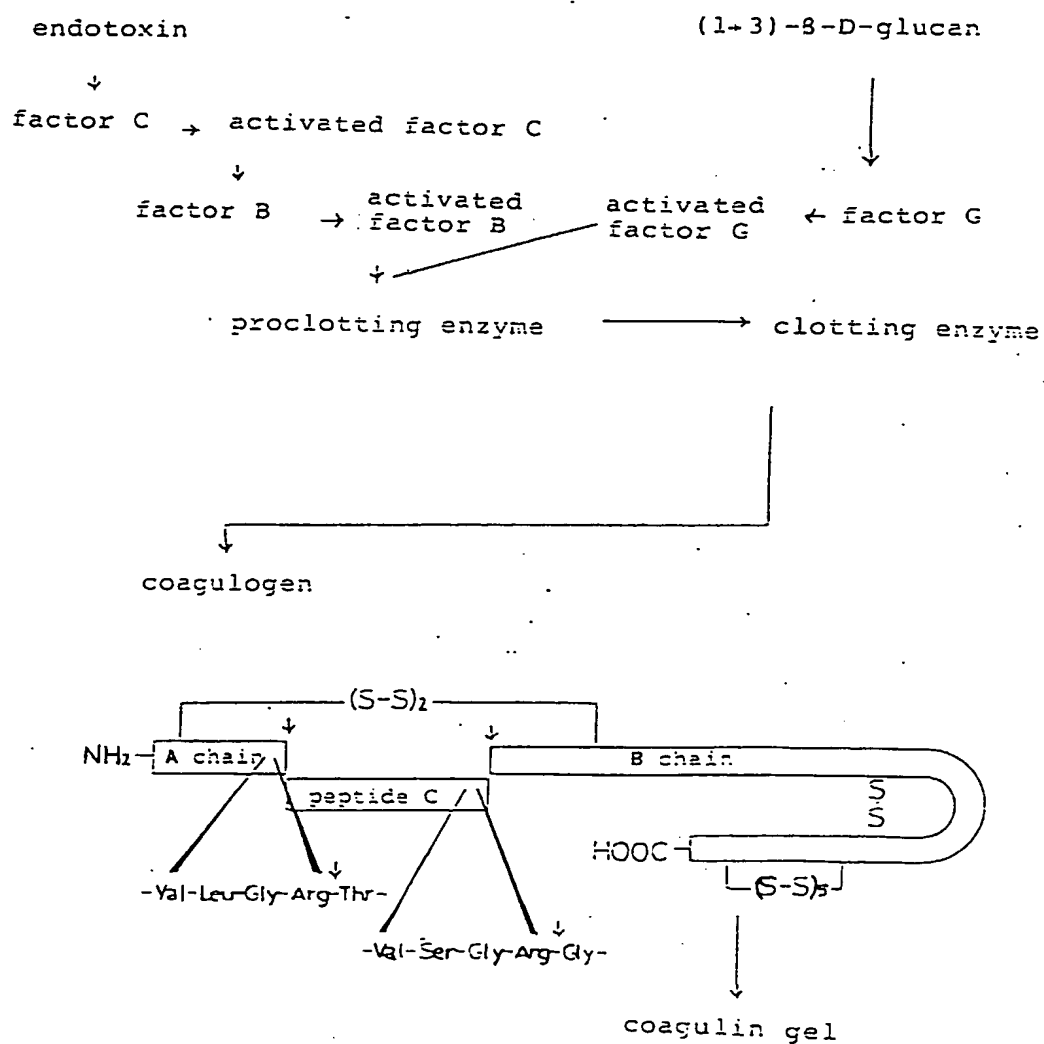 endotoxin
(1→3)-β-D-glucan
factor C → activated factor C
factor B → activated factor B
activated factor G ← factor G
proclotting enzyme → clotting enzyme
coagulogen
(S-S)2
NH2
A chain
B chain
peptide C
S
S
HOOC
(S-S)5
-Val-Leu-Gly-Arg-Thr-
-Val-Ser-Gly-Arg-Gly-
coagulin gel